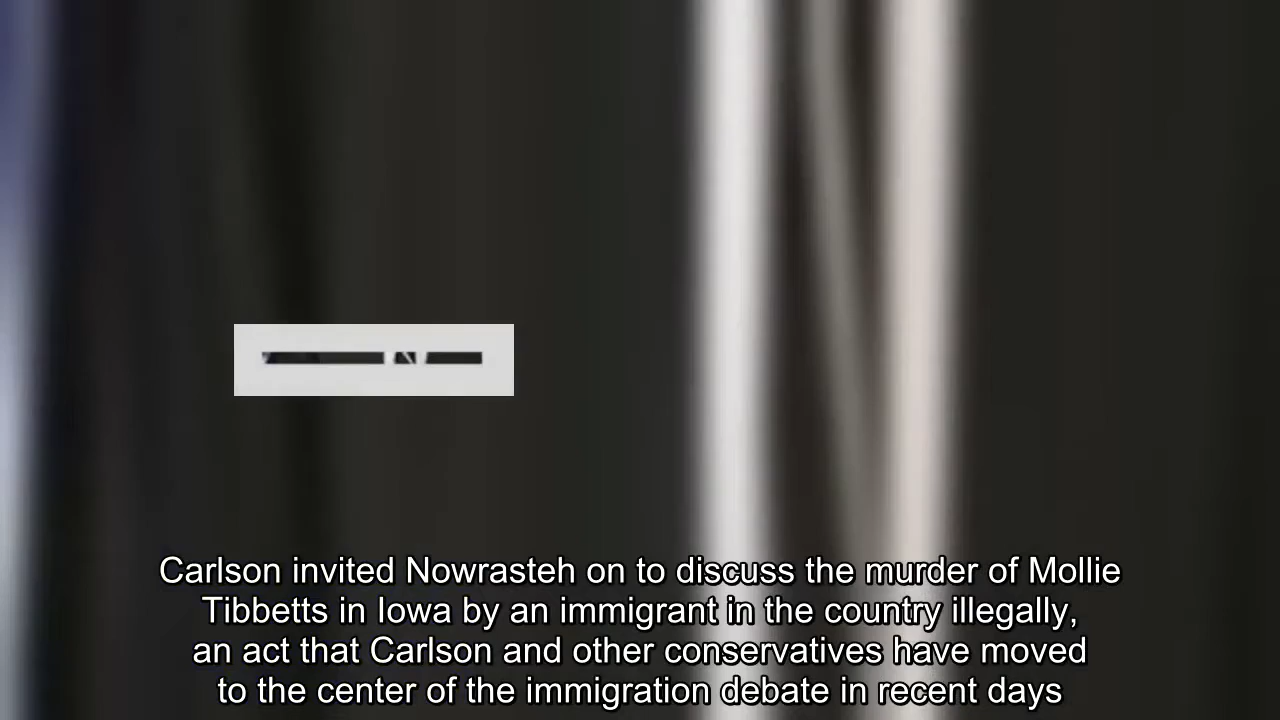 Carlson invited Nowrasteh on to discuss the murder of Mollie
Tibbetts in Iowa by an immigrant in the country illegally,
an act that Carlson and other conservatives have moved
to the center of the immigration debate in recent days